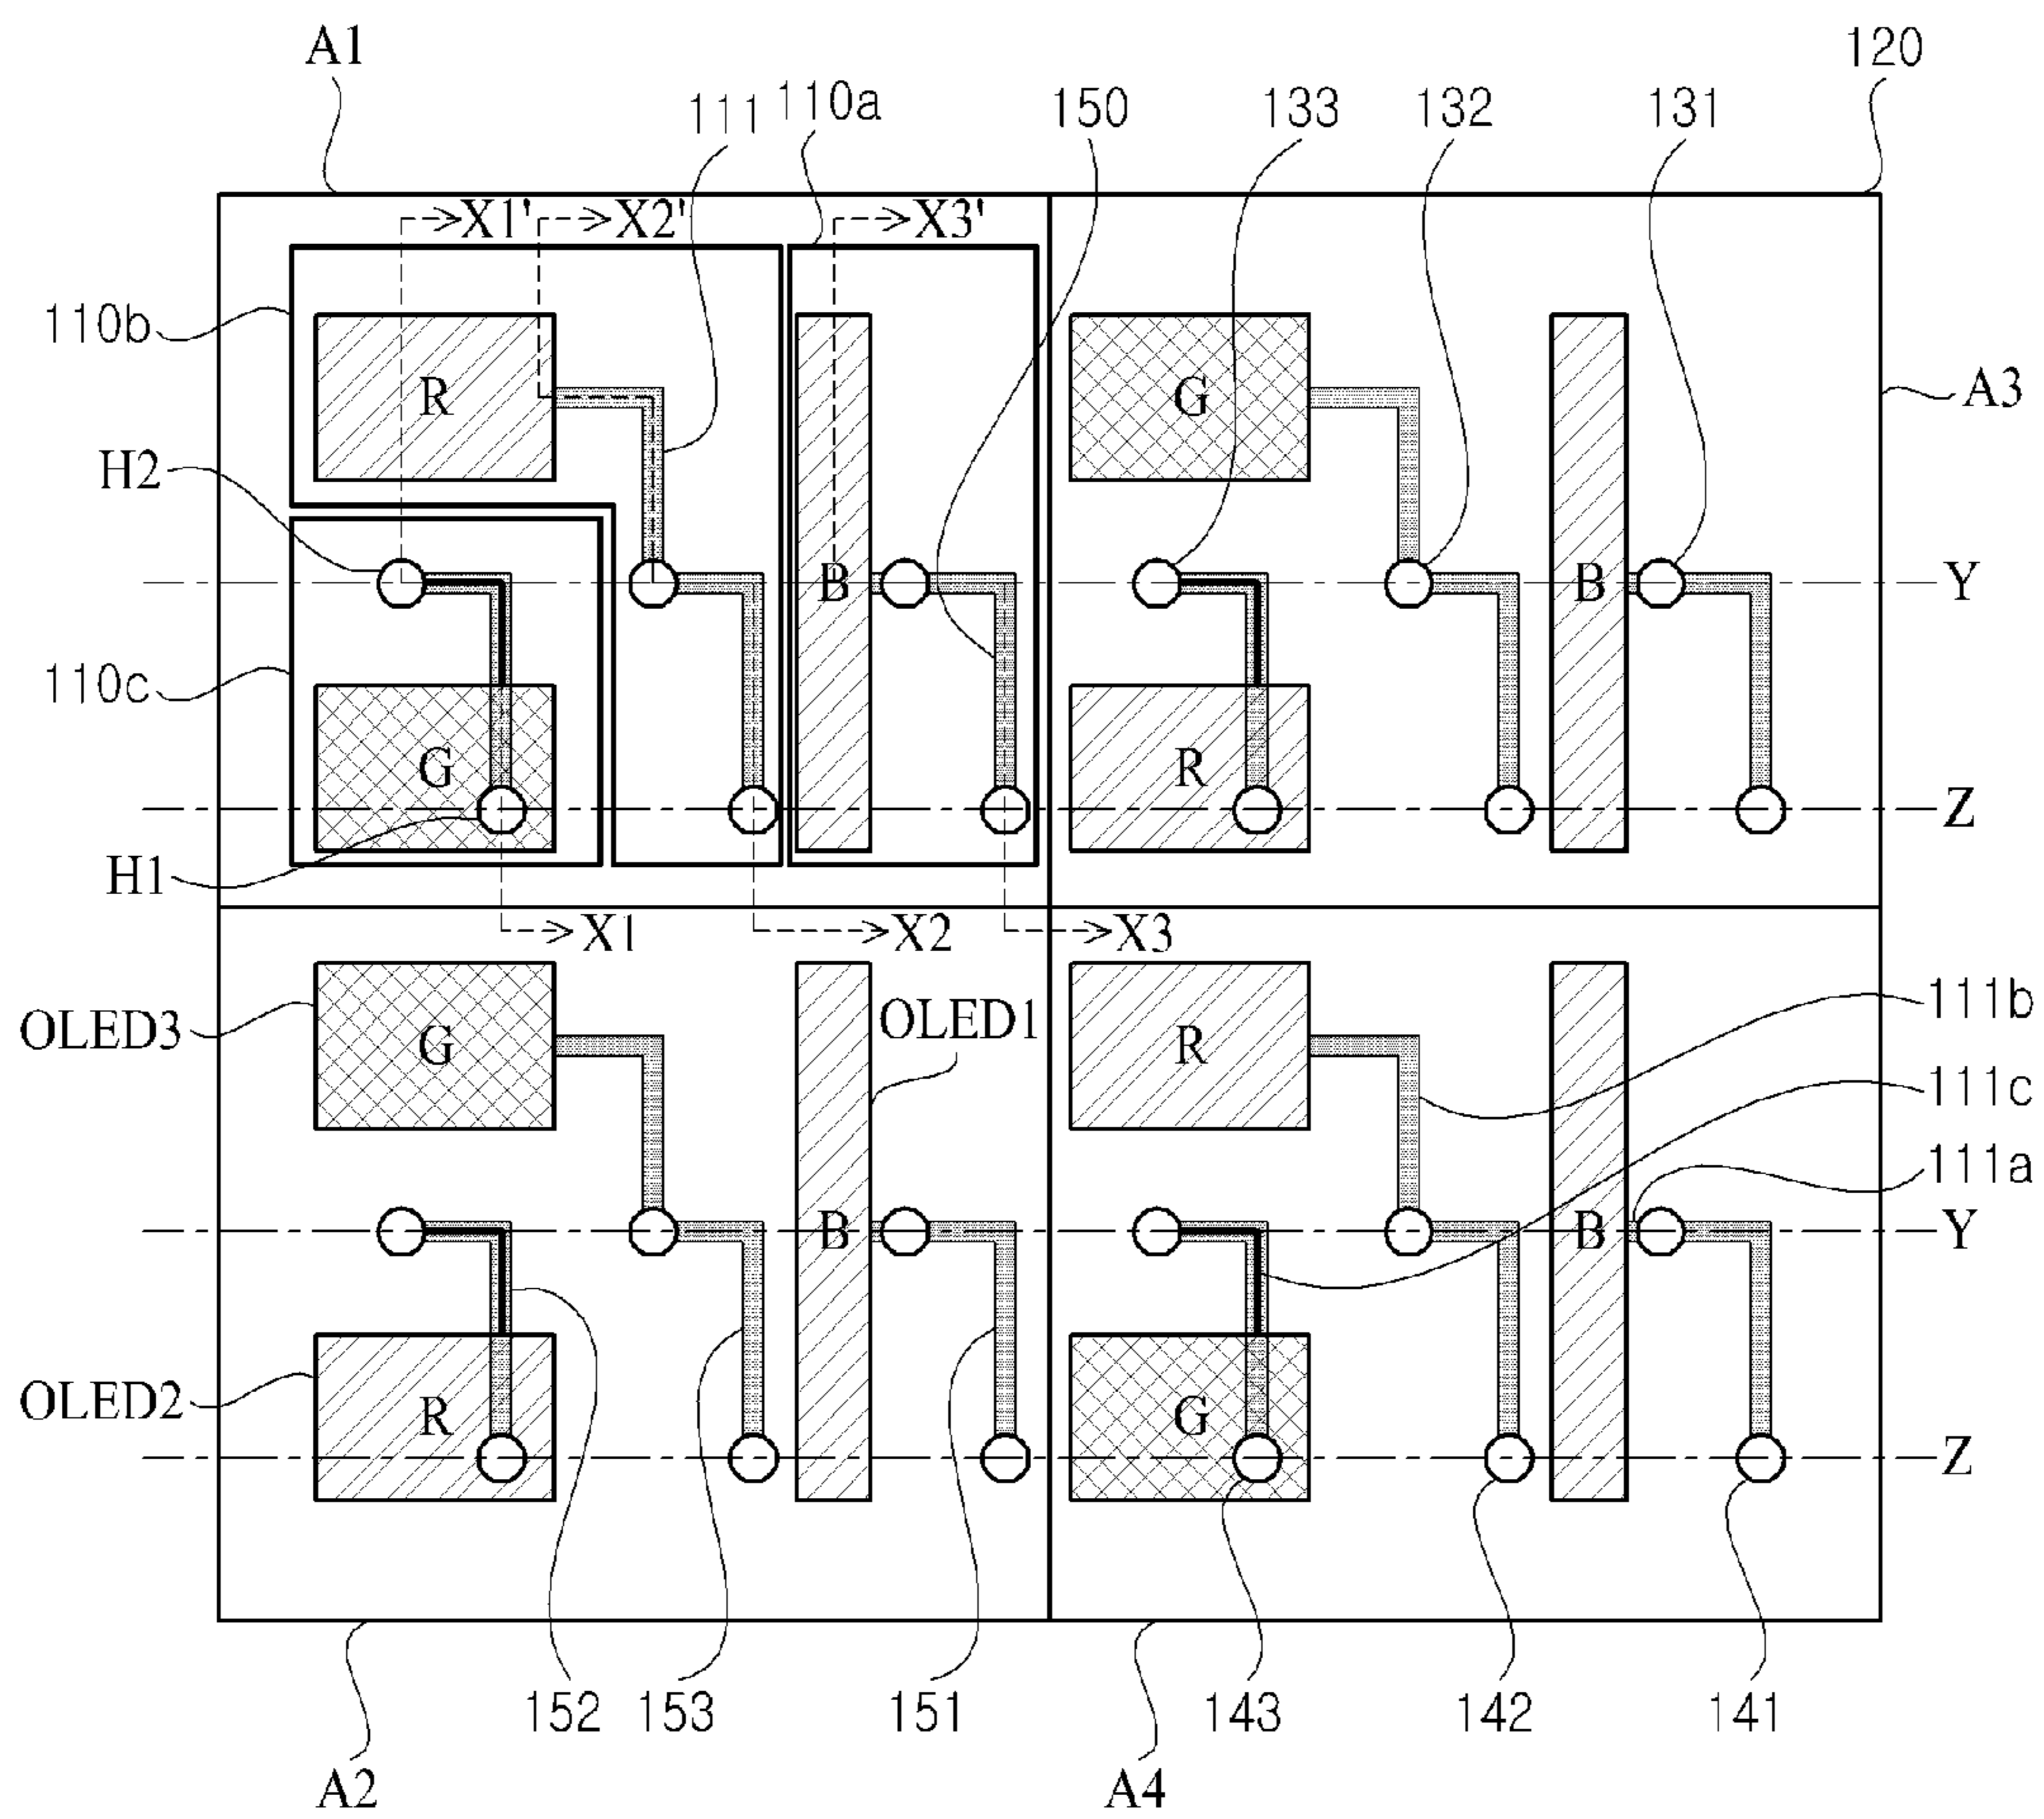 A1 120
111 110a 150 133 132 131
X1' X2' X3'
110b
R G A3
H2
B B Y
110c
G R
Z
H1
X1 X2 X3
OLED3 G OLED1 R 111b
111c
111a
B B Y
OLED2 R G
Z
152 153 151 143 142 141
A2 A4